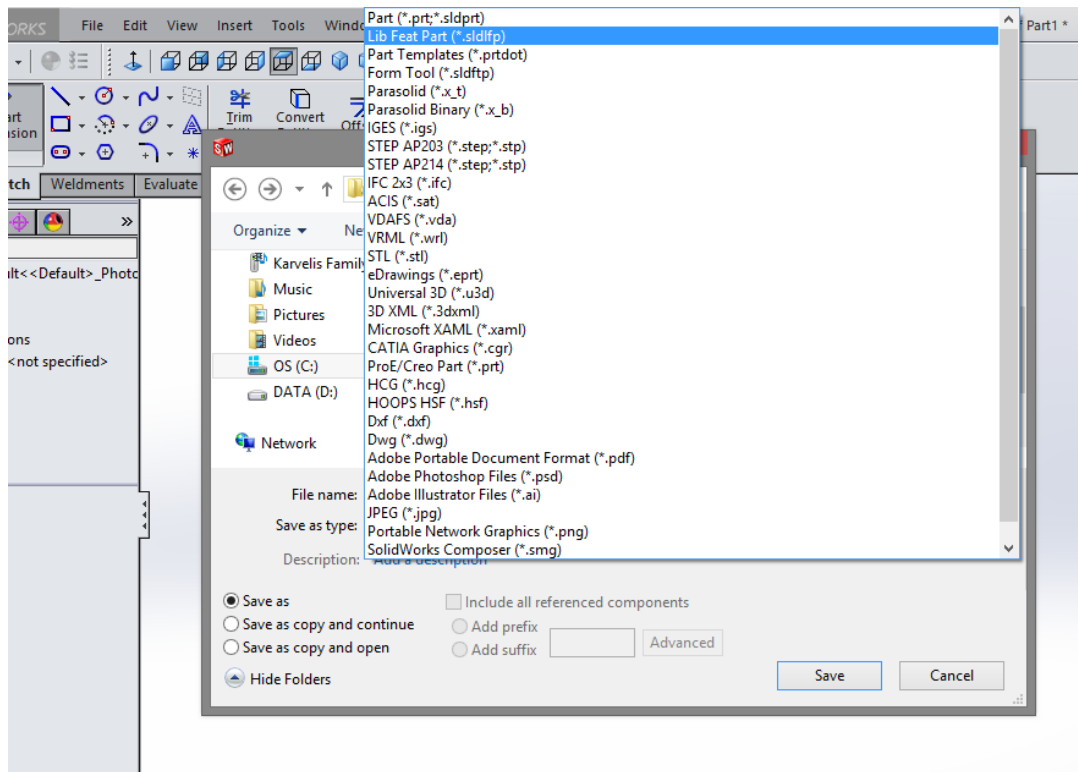 ORKS File Edit View Insert Tools Windo Part1 *
Part (*.prt;*.sldprt)
Lib Feat Part (*.sldlfp)
Part Templates (*.prtdot)
Form Tool (*.sldftp)
Parasolid (*.x_t)
Parasolid Binary (*.x_b)
IGES (*.igs)
STEP AP203 (*.step;*.stp)
STEP AP214 (*.step;*.stp)
IFC 2x3 (*.ifc)
ACIS (*.sat)
VDAFS (*.vda)
VRML (*.wrl)
STL (*.stl)
eDrawings (*.eprt)
Universal 3D (*.u3d)
3D XML (*.3dxml)
Microsoft XAML (*.xaml)
CATIA Graphics (*.cgr)
ProE/Creo Part (*.prt)
HCG (*.hcg)
HOOPS HSF (*.hsf)
Dxf (*.dxf)
Dwg (*.dwg)
Adobe Portable Document Format (*.pdf)
Adobe Photoshop Files (*.psd)
Adobe Illustrator Files (*.ai)
JPEG (*.jpg)
Portable Network Graphics (*.png)
SolidWorks Composer (*.smg)
art
nsion
Trim
Convert
Off
tch Weldments Evaluate
SW
Organize Ne
ult<<Default>_Photo
ons
<not specified>
Karvelis Family
Music
Pictures
Videos
OS (C:)
DATA (D:)
Network
File name:
Save as type:
Description: Add a description
Save as
Save as copy and continue
Save as copy and open
Include all referenced components
Add prefix
Add suffix
Advanced
Hide Folders
Save
Cancel